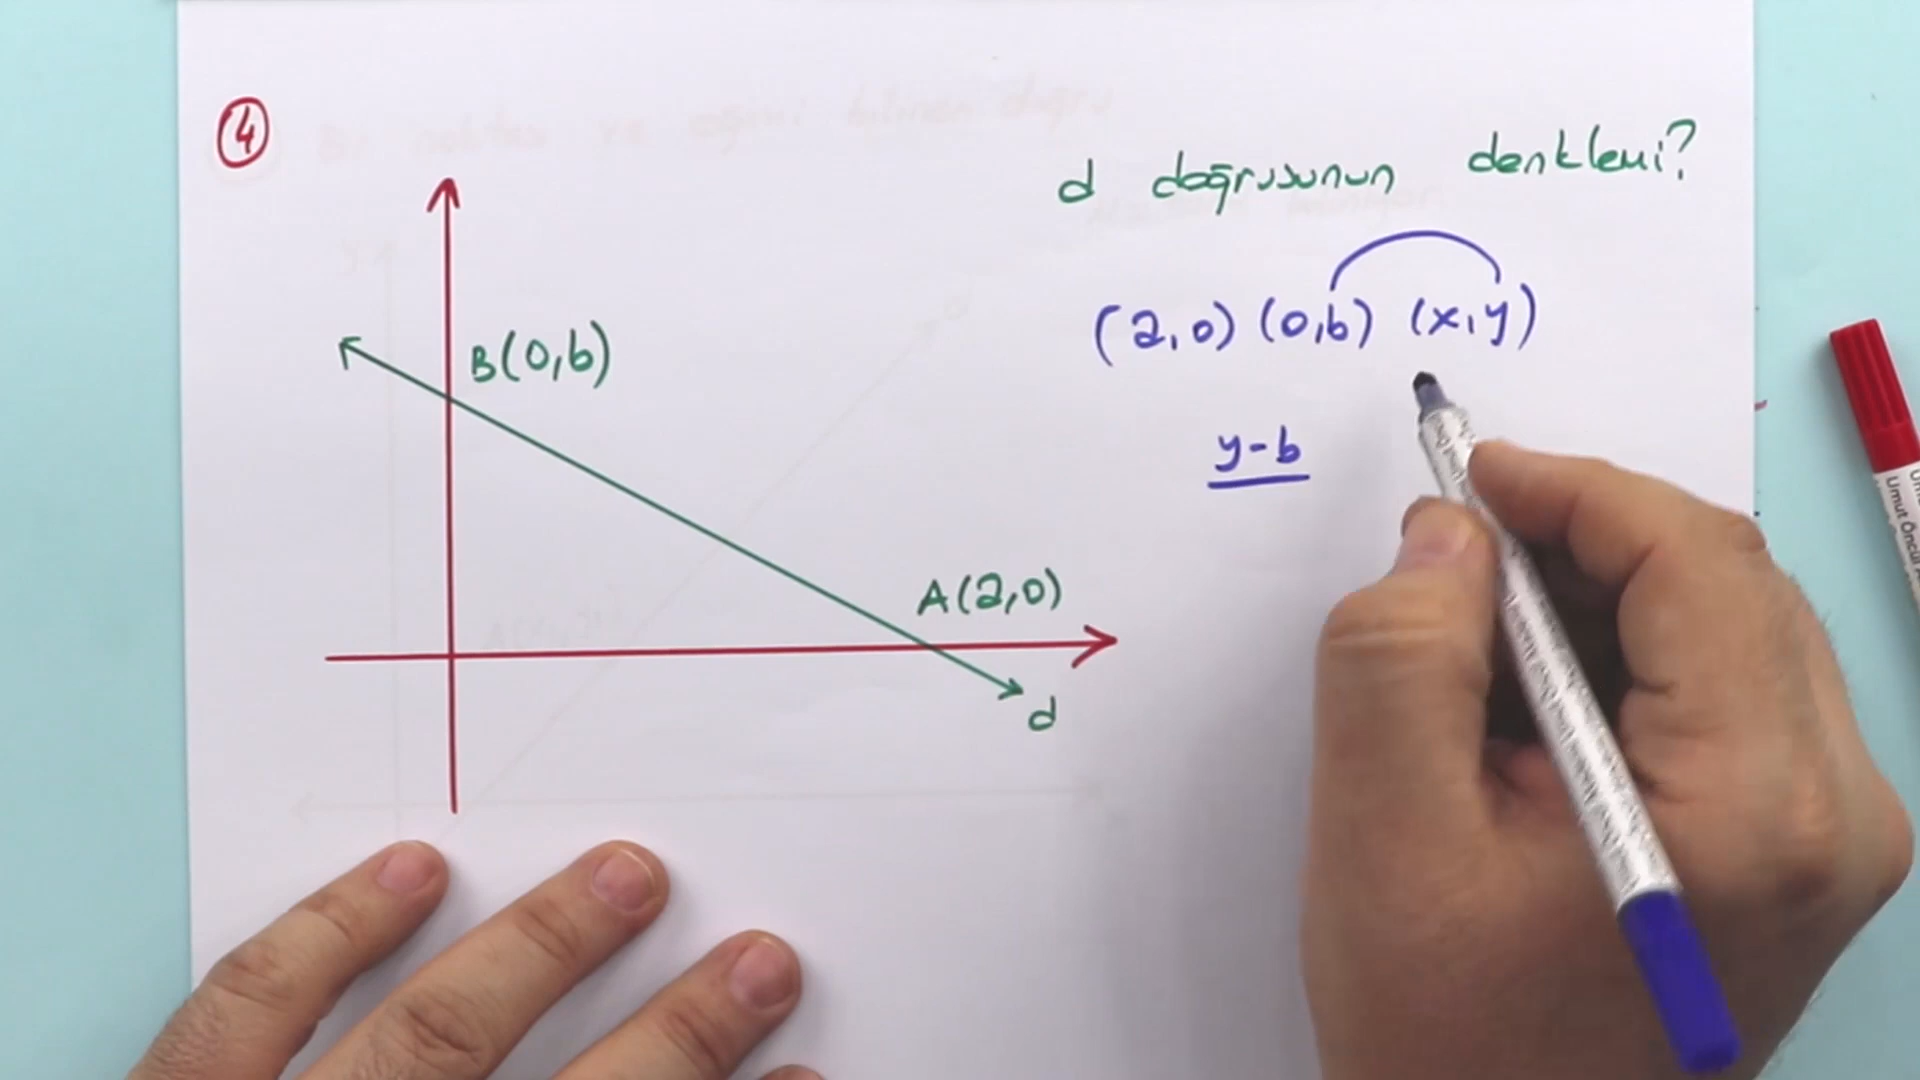 4
d doğrusunun denklemi?
(2,0) (0,b) (x,y)
B(0,b)
y-b
A(2,0)
d